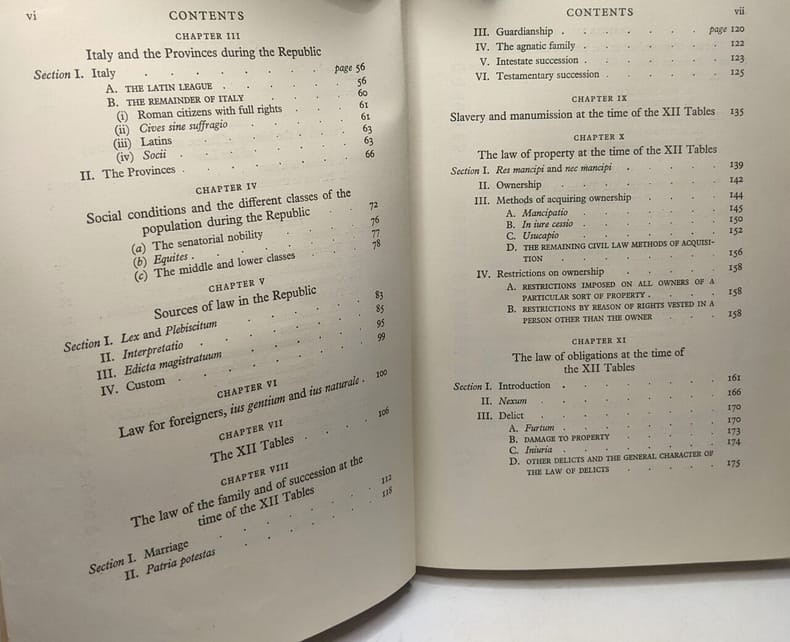 vi CONTENTS
CHAPTER III
Italy and the Provinces during the Republic
Section I. Italy . . . . . . . page 56
A. THE LATIN LEAGUE . . . . . 56
B. THE REMAINDER OF ITALY . . . . 60
(i) Roman citizens with full rights . . . 61
(ii) Cives sine suffragio . . . . 61
(iii) Latins . . . . . . 63
(iv) Socii . . . . . . 63
II. The Provinces . . . . . . 66
CHAPTER IV
Social conditions and the different classes of the
population during the Republic . . 72
(a) The senatorial nobility . . . . 76
(b) Equites . . . . . . 77
(c) The middle and lower classes . . . 78
CHAPTER V
Sources of law in the Republic
Section I. Lex and Plebiscitum . . . . 83
II. Interpretatio . . . . . 85
III. Edicta magistratuum . . . . 95
IV. Custom . . . . . . 99
CHAPTER VI
Law for foreigners, ius gentium and ius naturale . 100
CHAPTER VII
The XII Tables . . . . 106
CHAPTER VIII
The law of the family and of succession at the
time of the XII Tables
Section I. Marriage . . . . . . 112
II. Patria potestas . . . . . 118
CONTENTS vii
III. Guardianship . . . . . . page 120
IV. The agnatic family . . . . . 122
V. Intestate succession . . . . . 123
VI. Testamentary succession . . . . 125
CHAPTER IX
Slavery and manumission at the time of the XII Tables 135
CHAPTER X
The law of property at the time of the XII Tables
Section I. Res mancipi and nec mancipi . . . . 139
II. Ownership . . . . . . 142
III. Methods of acquiring ownership . . . 144
A. Mancipatio . . . . . 145
B. In iure cessio . . . . . 150
C. Usucapio . . . . . 152
D. THE REMAINING CIVIL LAW METHODS OF ACQUISI-
TION . . . . . . 156
IV. Restrictions on ownership . . . . 158
A. RESTRICTIONS IMPOSED ON ALL OWNERS OF A
PARTICULAR SORT OF PROPERTY . . . 158
B. RESTRICTIONS BY REASON OF RIGHTS VESTED IN A
PERSON OTHER THAN THE OWNER . . . 158
CHAPTER XI
The law of obligations at the time of
the XII Tables
Section I. Introduction . . . . . . 161
II. Nexum . . . . . . 166
III. Delict . . . . . . 170
A. Furtum . . . . . . 170
B. DAMAGE TO PROPERTY . . . . 173
C. Iniuria . . . . . . 174
D. OTHER DELICTS AND THE GENERAL CHARACTER OF
THE LAW OF DELICTS . . . . 175